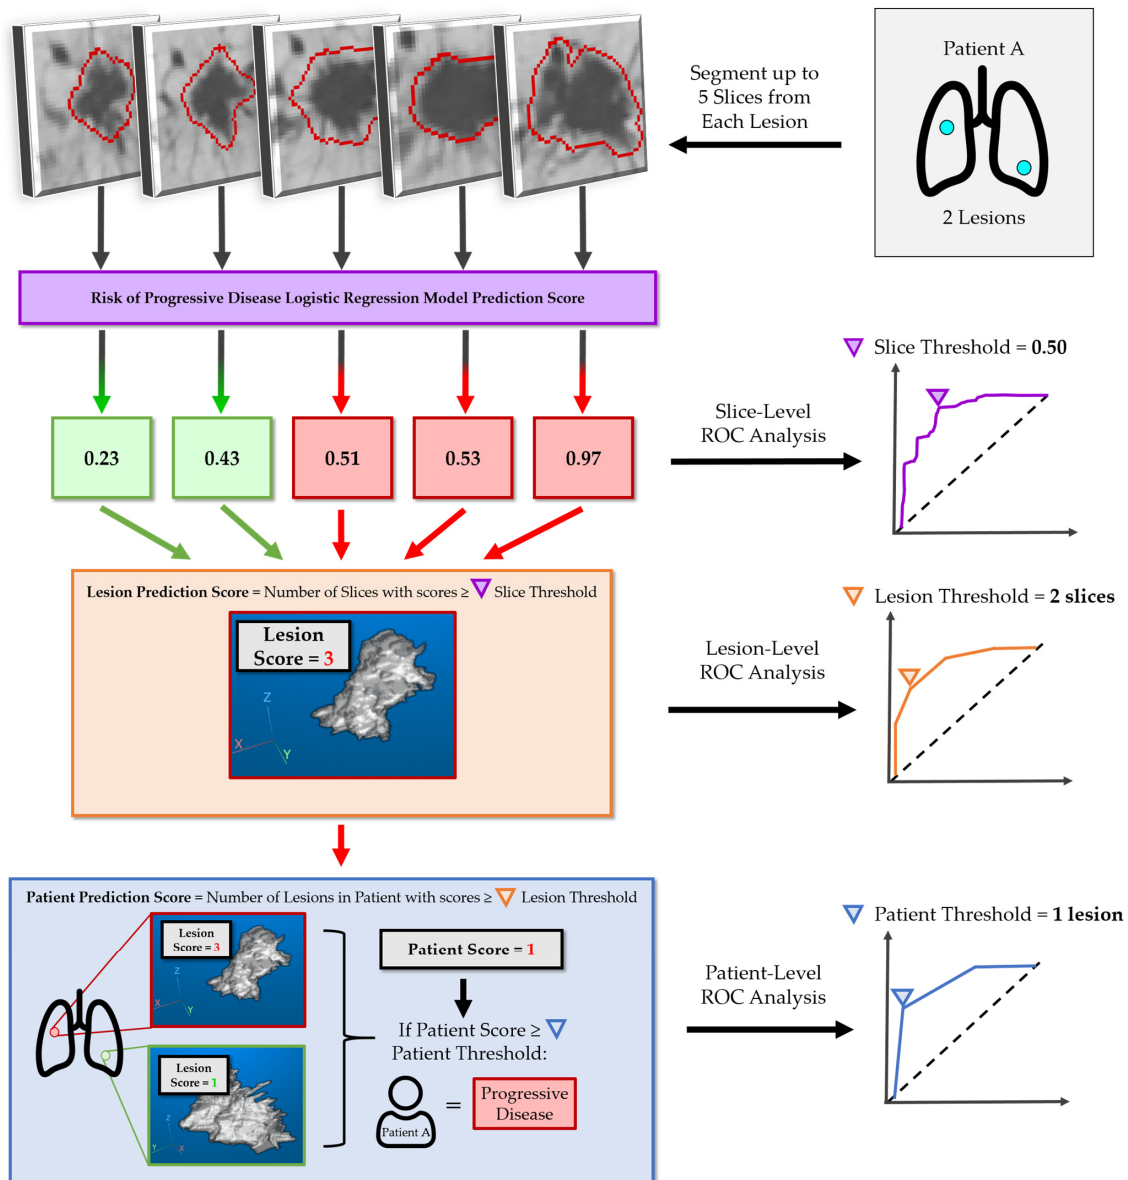 Segment up to
5 Slices from
Each Lesion
Patient A
2 Lesions
Risk of Progressive Disease Logistic Regression Model Prediction Score
0.23
0.43
0.51
0.53
0.97
Slice-Level
ROC Analysis
Slice Threshold = 0.50
Lesion Prediction Score = Number of Slices with scores ≥ Slice Threshold
Lesion
Score = 3
Z
X
Y
Lesion-Level
ROC Analysis
Lesion Threshold = 2 slices
Patient Prediction Score = Number of Lesions in Patient with scores ≥ Lesion Threshold
Lesion
Score = 3
Z
X
Y
Lesion
Score = 1
Z
Y
X
Patient Score = 1
If Patient Score ≥
Patient Threshold:
Patient A
=
Progressive
Disease
Patient-Level
ROC Analysis
Patient Threshold = 1 lesion